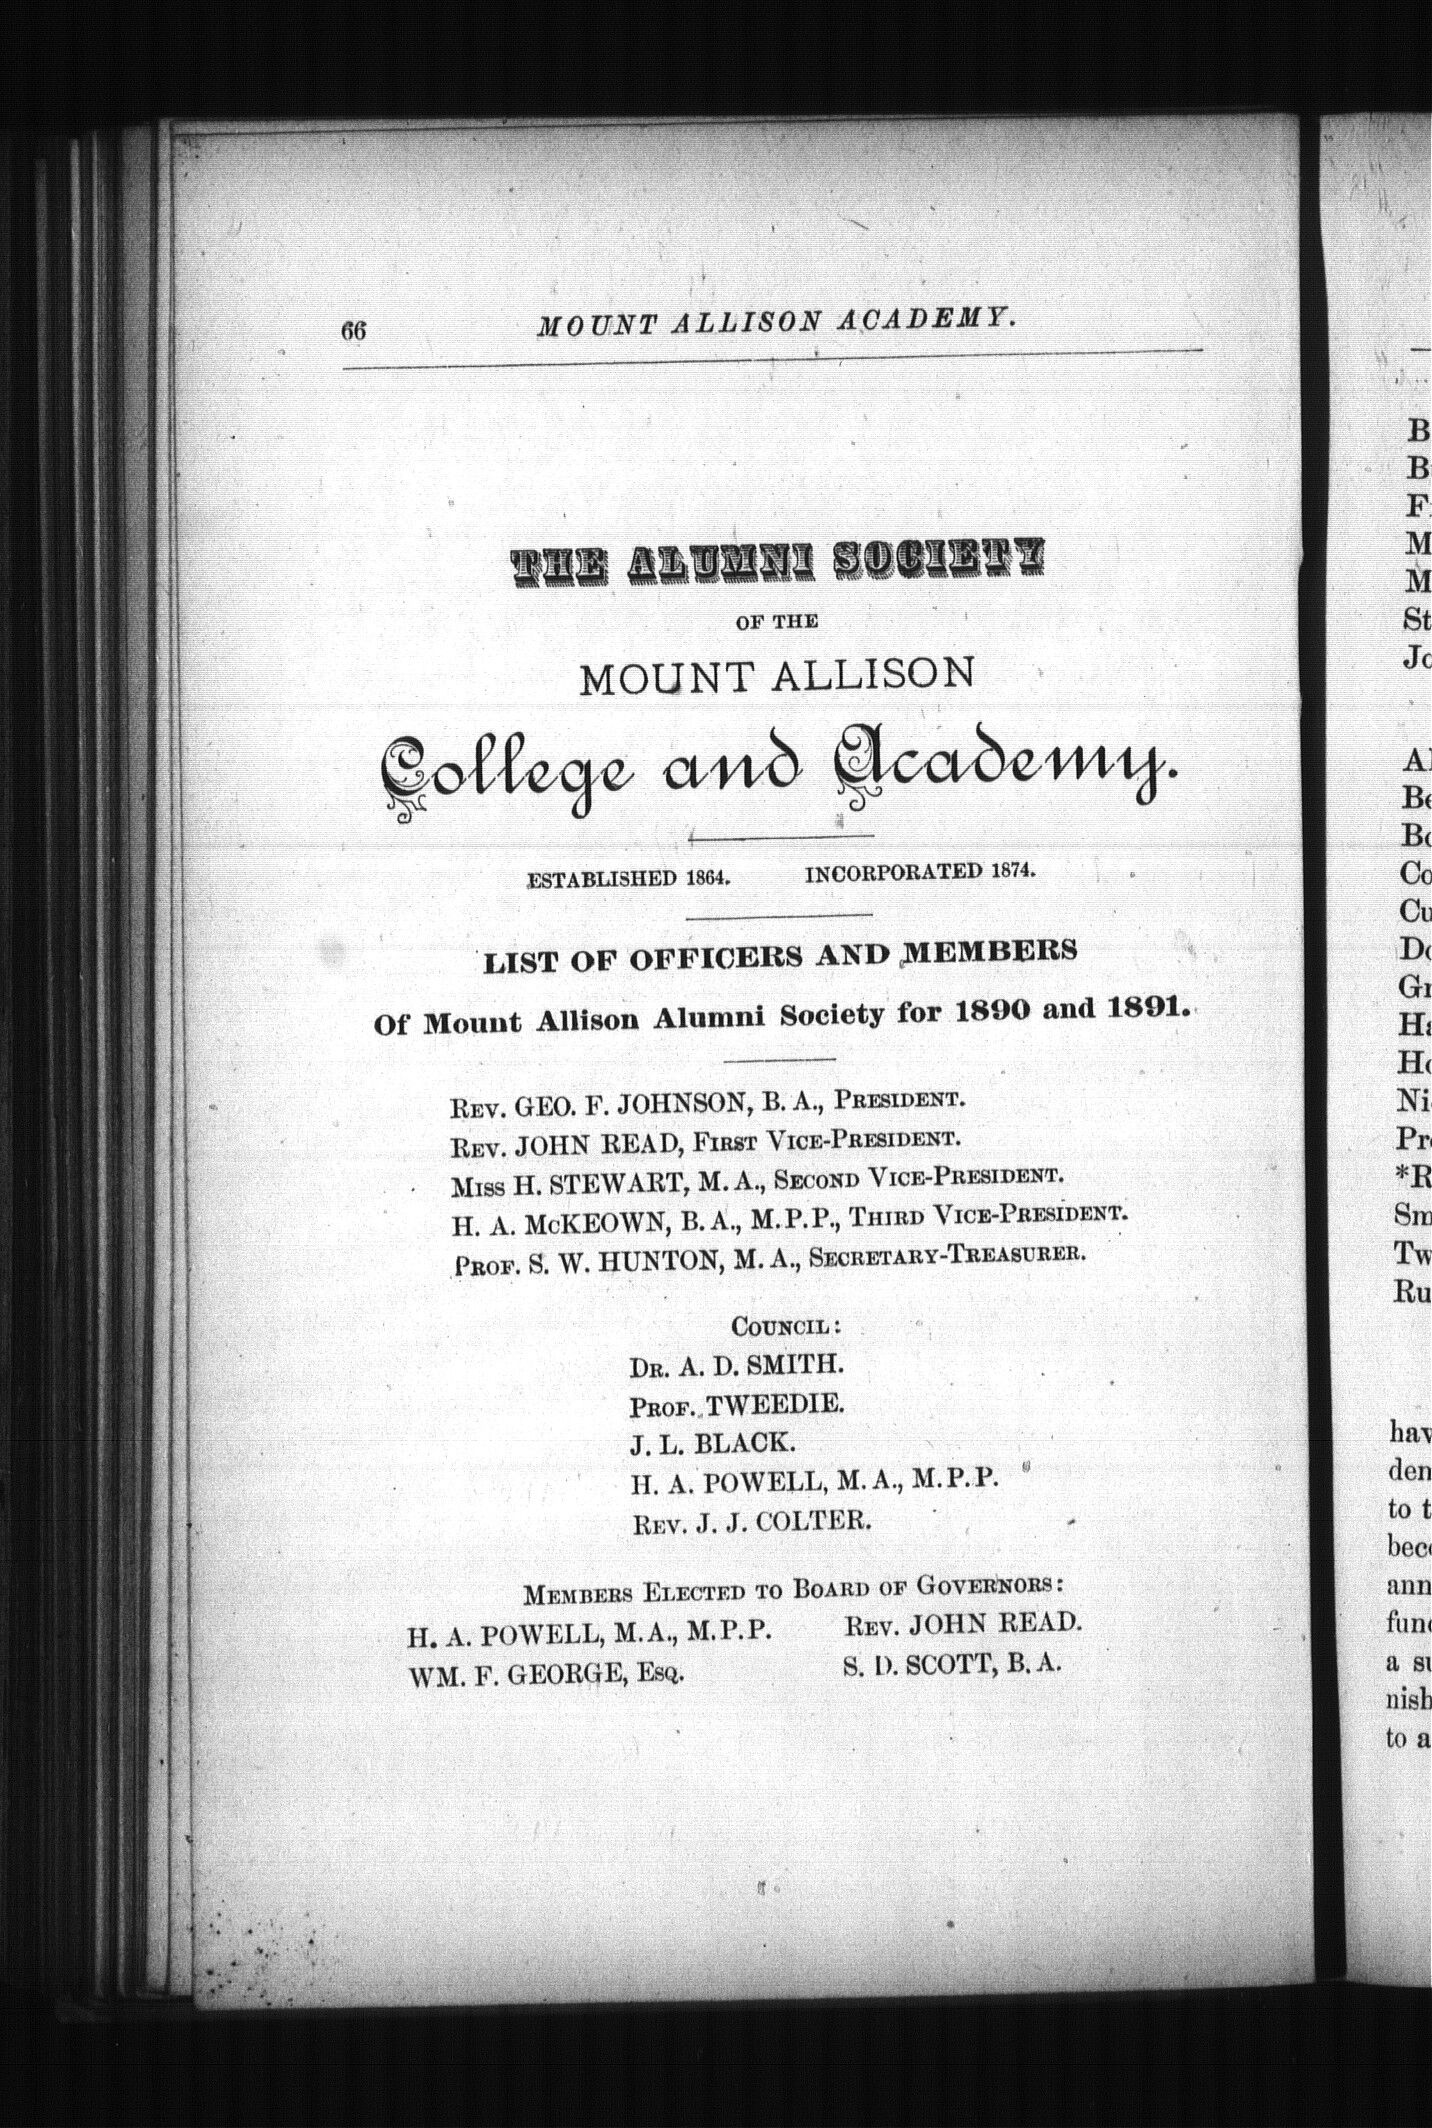 66 MOUNT ALLISON ACADEMY.
THE ALUMNI SOCIETY
OF THE
MOUNT ALLISON
College and Academy.
ESTABLISHED 1864. INCORPORATED 1874.
LIST OF OFFICERS AND MEMBERS
Of Mount Allison Alumni Society for 1890 and 1891.
REV. GEO. F. JOHNSON, B. A., PRESIDENT.
REV. JOHN READ, FIRST VICE-PRESIDENT.
MISS H. STEWART, M. A., SECOND VICE-PRESIDENT.
H. A. McKEOWN, B. A., M. P. P., THIRD VICE-PRESIDENT.
PROF. S. W. HUNTON, M. A., SECRETARY-TREASURER.
COUNCIL:
DR. A. D. SMITH.
PROF. TWEEDIE.
J. L. BLACK.
H. A. POWELL, M. A., M. P. P.
REV. J. J. COLTER.
MEMBERS ELECTED TO BOARD OF GOVERNORS:
H. A. POWELL, M. A., M. P. P. REV. JOHN READ.
WM. F. GEORGE, ESQ. S. D. SCOTT, B. A.